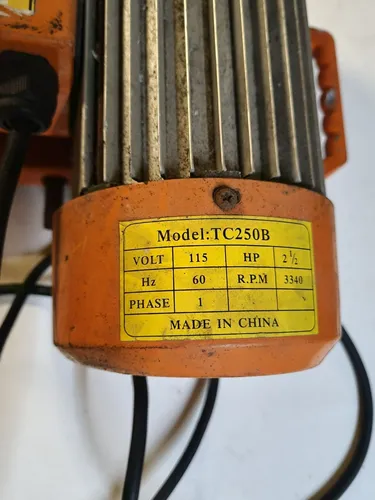 Model:TC250B
VOLT 115 HP 2 1/2
Hz 60 R.P.M 3340
PHASE 1
MADE IN CHINA